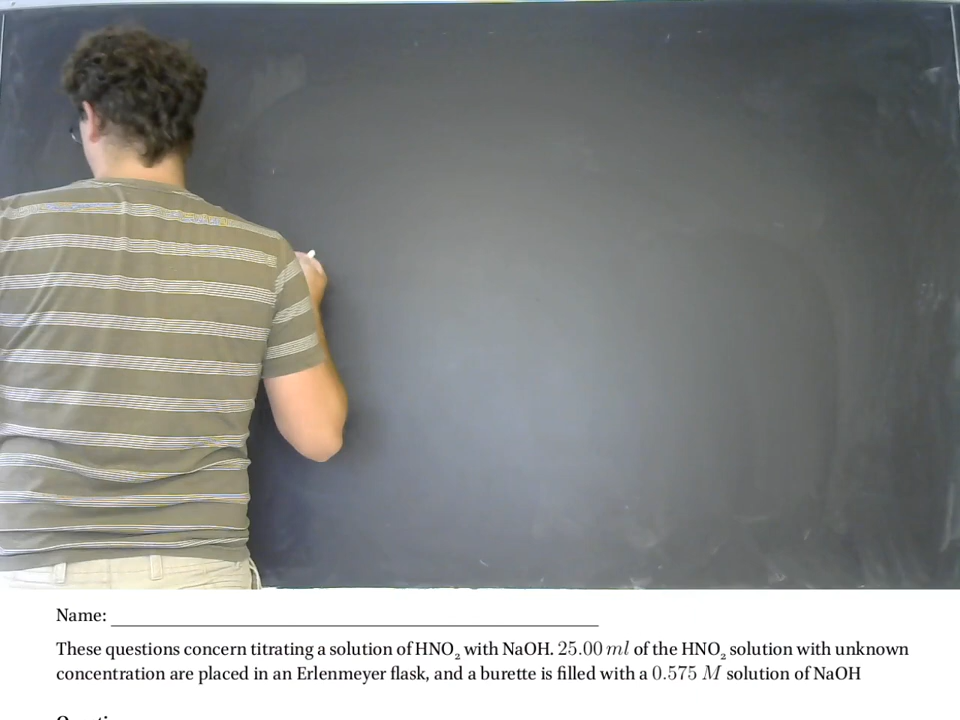 Name:
These questions concern titrating a solution of HNO₂ with NaOH. 25.00 ml of the HNO₂ solution with unknown
concentration are placed in an Erlenmeyer flask, and a burette is filled with a 0.575 M solution of NaOH